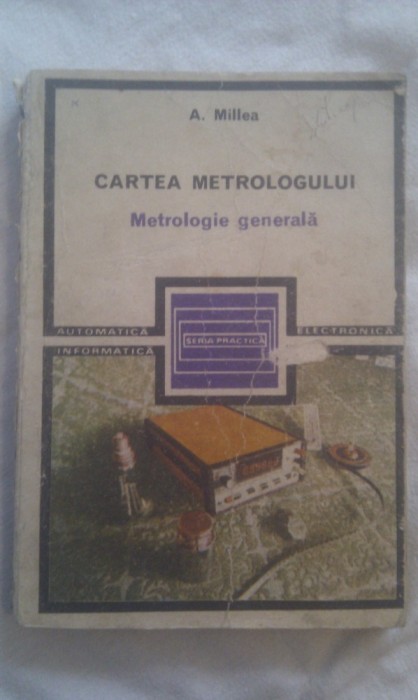 A. Millea
CARTEA METROLOGULUI
Metrologie generală
AUTOMATICĂ
ELECTRONICĂ
SERIA PRACTICĂ
INFORMATICĂ